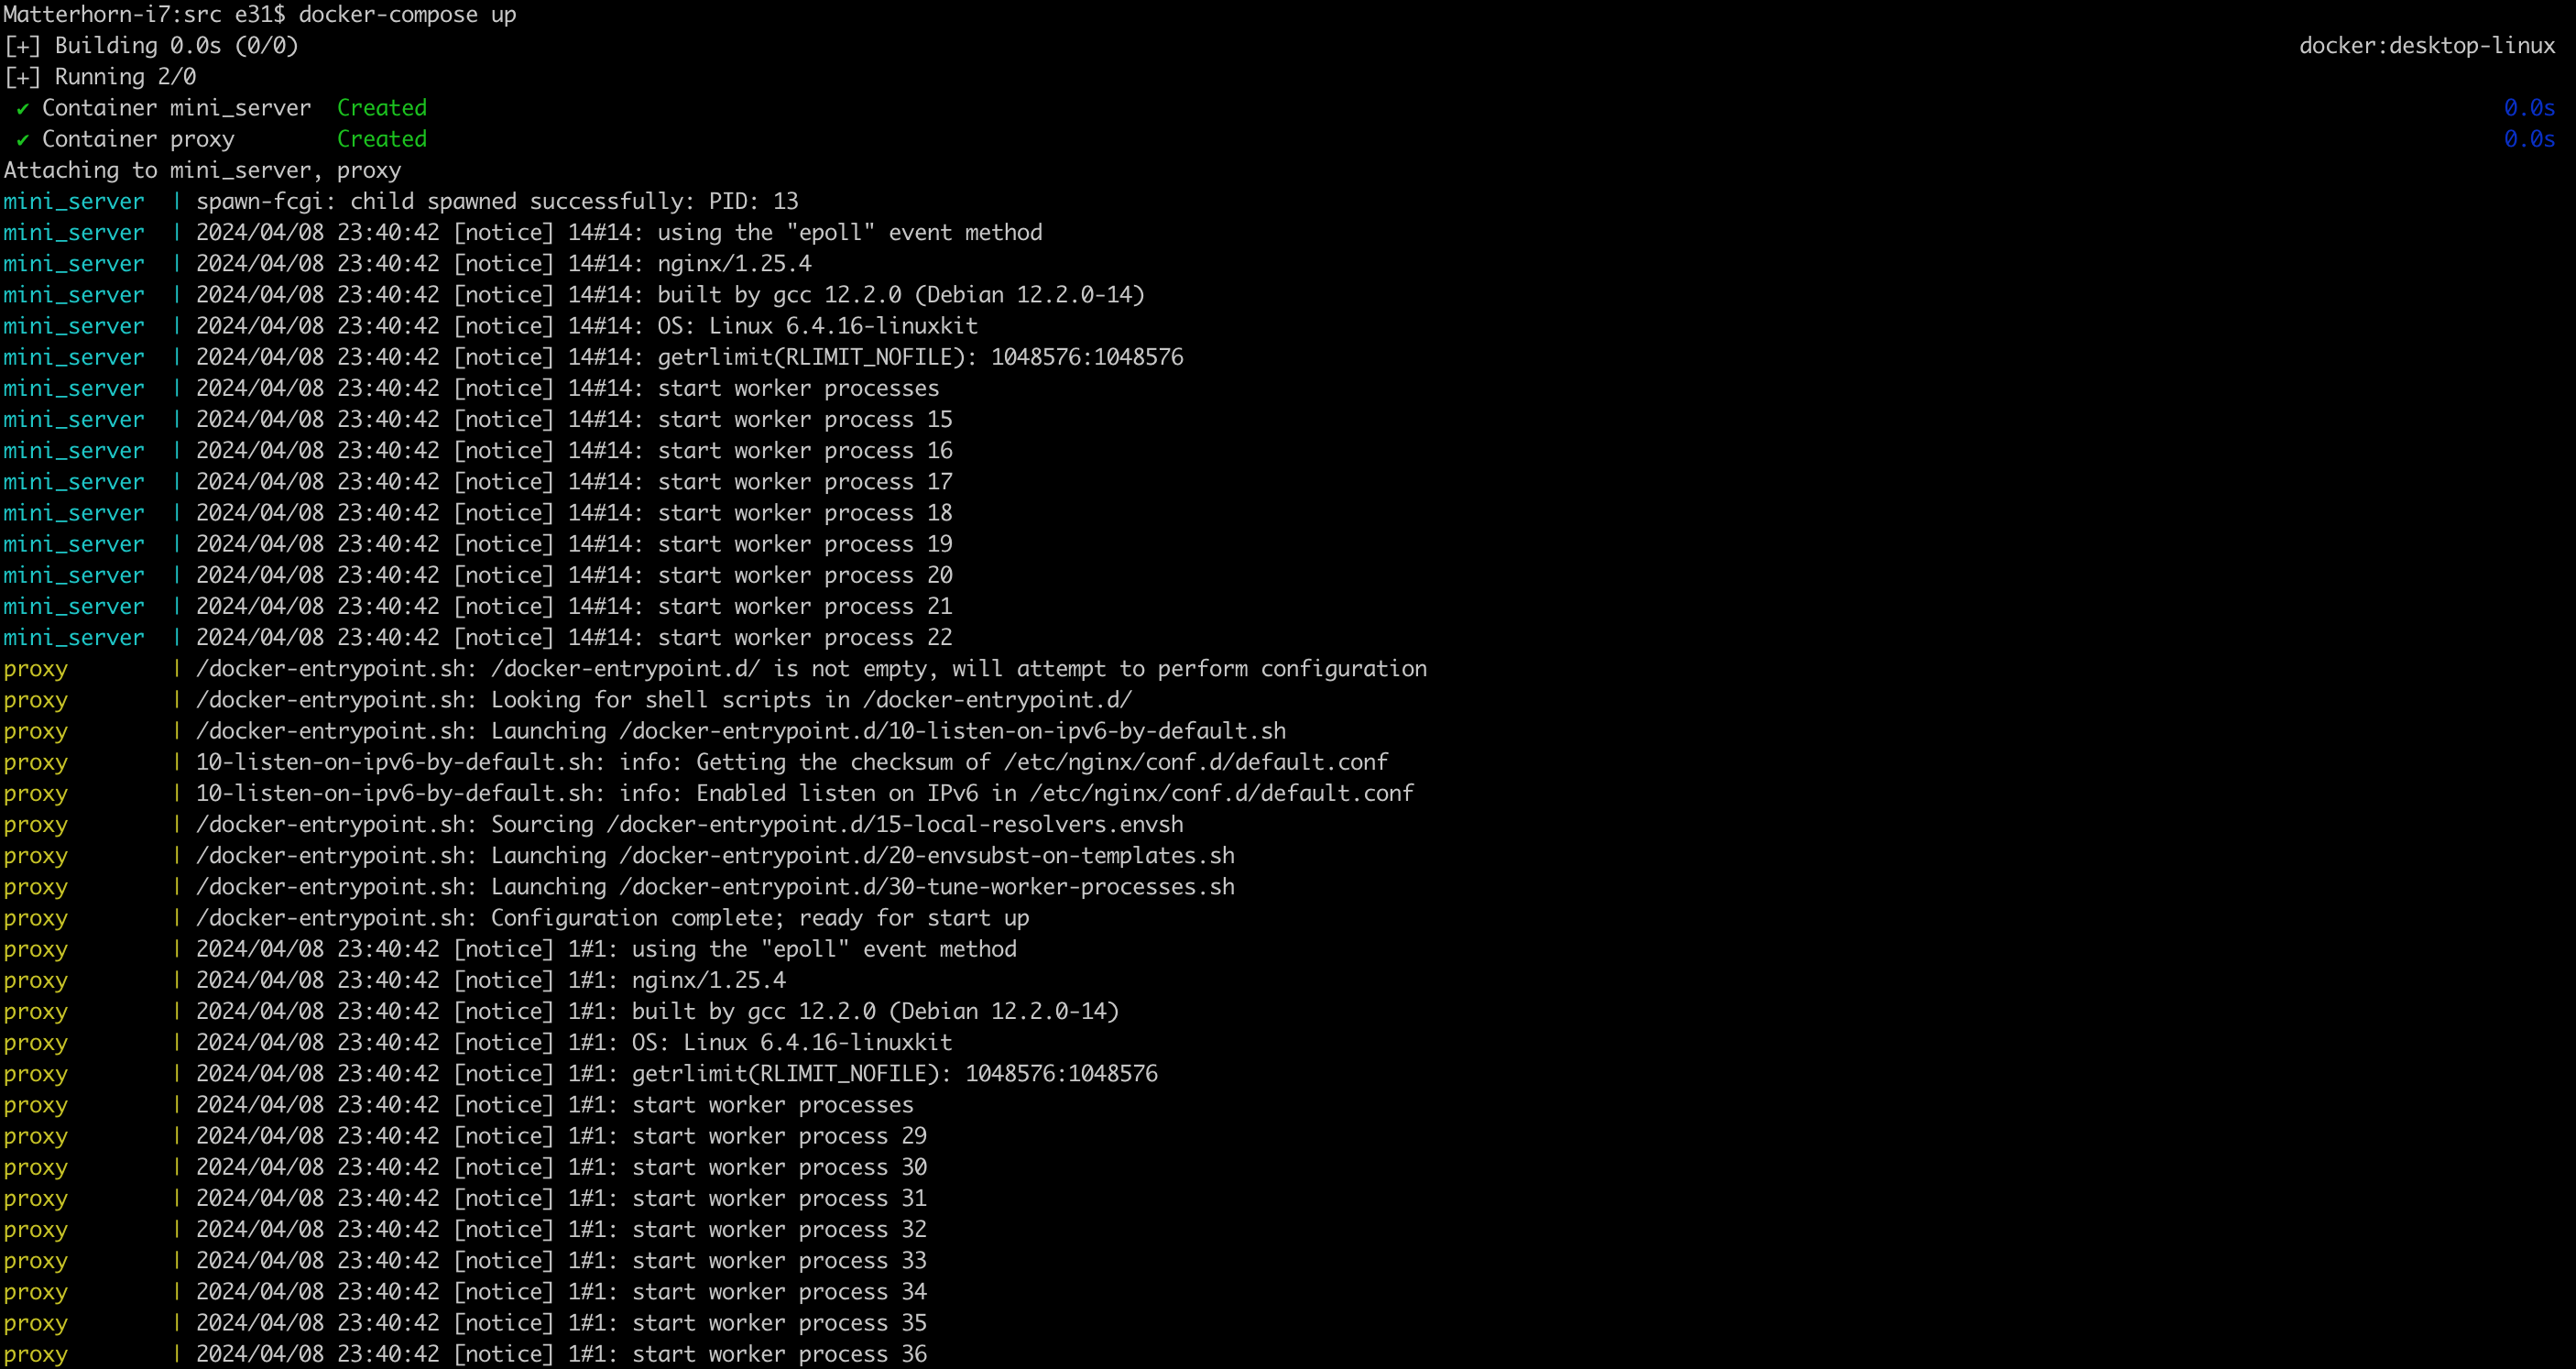 Matterhorn-i7:src e31$ docker-compose up
[+] Building 0.0s (0/0) docker:desktop-linux
[+] Running 2/0
✔ Container mini_server Created 0.0s
✔ Container proxy Created 0.0s
Attaching to mini_server, proxy
mini_server | spawn-fcgi: child spawned successfully: PID: 13
mini_server | 2024/04/08 23:40:42 [notice] 14#14: using the "epoll" event method
mini_server | 2024/04/08 23:40:42 [notice] 14#14: nginx/1.25.4
mini_server | 2024/04/08 23:40:42 [notice] 14#14: built by gcc 12.2.0 (Debian 12.2.0-14)
mini_server | 2024/04/08 23:40:42 [notice] 14#14: OS: Linux 6.4.16-linuxkit
mini_server | 2024/04/08 23:40:42 [notice] 14#14: getrlimit(RLIMIT_NOFILE): 1048576:1048576
mini_server | 2024/04/08 23:40:42 [notice] 14#14: start worker processes
mini_server | 2024/04/08 23:40:42 [notice] 14#14: start worker process 15
mini_server | 2024/04/08 23:40:42 [notice] 14#14: start worker process 16
mini_server | 2024/04/08 23:40:42 [notice] 14#14: start worker process 17
mini_server | 2024/04/08 23:40:42 [notice] 14#14: start worker process 18
mini_server | 2024/04/08 23:40:42 [notice] 14#14: start worker process 19
mini_server | 2024/04/08 23:40:42 [notice] 14#14: start worker process 20
mini_server | 2024/04/08 23:40:42 [notice] 14#14: start worker process 21
mini_server | 2024/04/08 23:40:42 [notice] 14#14: start worker process 22
proxy | /docker-entrypoint.sh: /docker-entrypoint.d/ is not empty, will attempt to perform configuration
proxy | /docker-entrypoint.sh: Looking for shell scripts in /docker-entrypoint.d/
proxy | /docker-entrypoint.sh: Launching /docker-entrypoint.d/10-listen-on-ipv6-by-default.sh
proxy | 10-listen-on-ipv6-by-default.sh: info: Getting the checksum of /etc/nginx/conf.d/default.conf
proxy | 10-listen-on-ipv6-by-default.sh: info: Enabled listen on IPv6 in /etc/nginx/conf.d/default.conf
proxy | /docker-entrypoint.sh: Sourcing /docker-entrypoint.d/15-local-resolvers.envsh
proxy | /docker-entrypoint.sh: Launching /docker-entrypoint.d/20-envsubst-on-templates.sh
proxy | /docker-entrypoint.sh: Launching /docker-entrypoint.d/30-tune-worker-processes.sh
proxy | /docker-entrypoint.sh: Configuration complete; ready for start up
proxy | 2024/04/08 23:40:42 [notice] 1#1: using the "epoll" event method
proxy | 2024/04/08 23:40:42 [notice] 1#1: nginx/1.25.4
proxy | 2024/04/08 23:40:42 [notice] 1#1: built by gcc 12.2.0 (Debian 12.2.0-14)
proxy | 2024/04/08 23:40:42 [notice] 1#1: OS: Linux 6.4.16-linuxkit
proxy | 2024/04/08 23:40:42 [notice] 1#1: getrlimit(RLIMIT_NOFILE): 1048576:1048576
proxy | 2024/04/08 23:40:42 [notice] 1#1: start worker processes
proxy | 2024/04/08 23:40:42 [notice] 1#1: start worker process 29
proxy | 2024/04/08 23:40:42 [notice] 1#1: start worker process 30
proxy | 2024/04/08 23:40:42 [notice] 1#1: start worker process 31
proxy | 2024/04/08 23:40:42 [notice] 1#1: start worker process 32
proxy | 2024/04/08 23:40:42 [notice] 1#1: start worker process 33
proxy | 2024/04/08 23:40:42 [notice] 1#1: start worker process 34
proxy | 2024/04/08 23:40:42 [notice] 1#1: start worker process 35
proxy | 2024/04/08 23:40:42 [notice] 1#1: start worker process 36